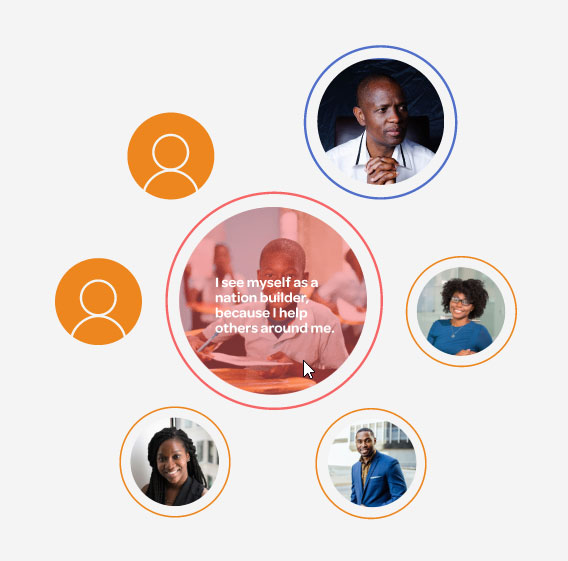 I see myself as a
nation builder,
because I help
others around me.